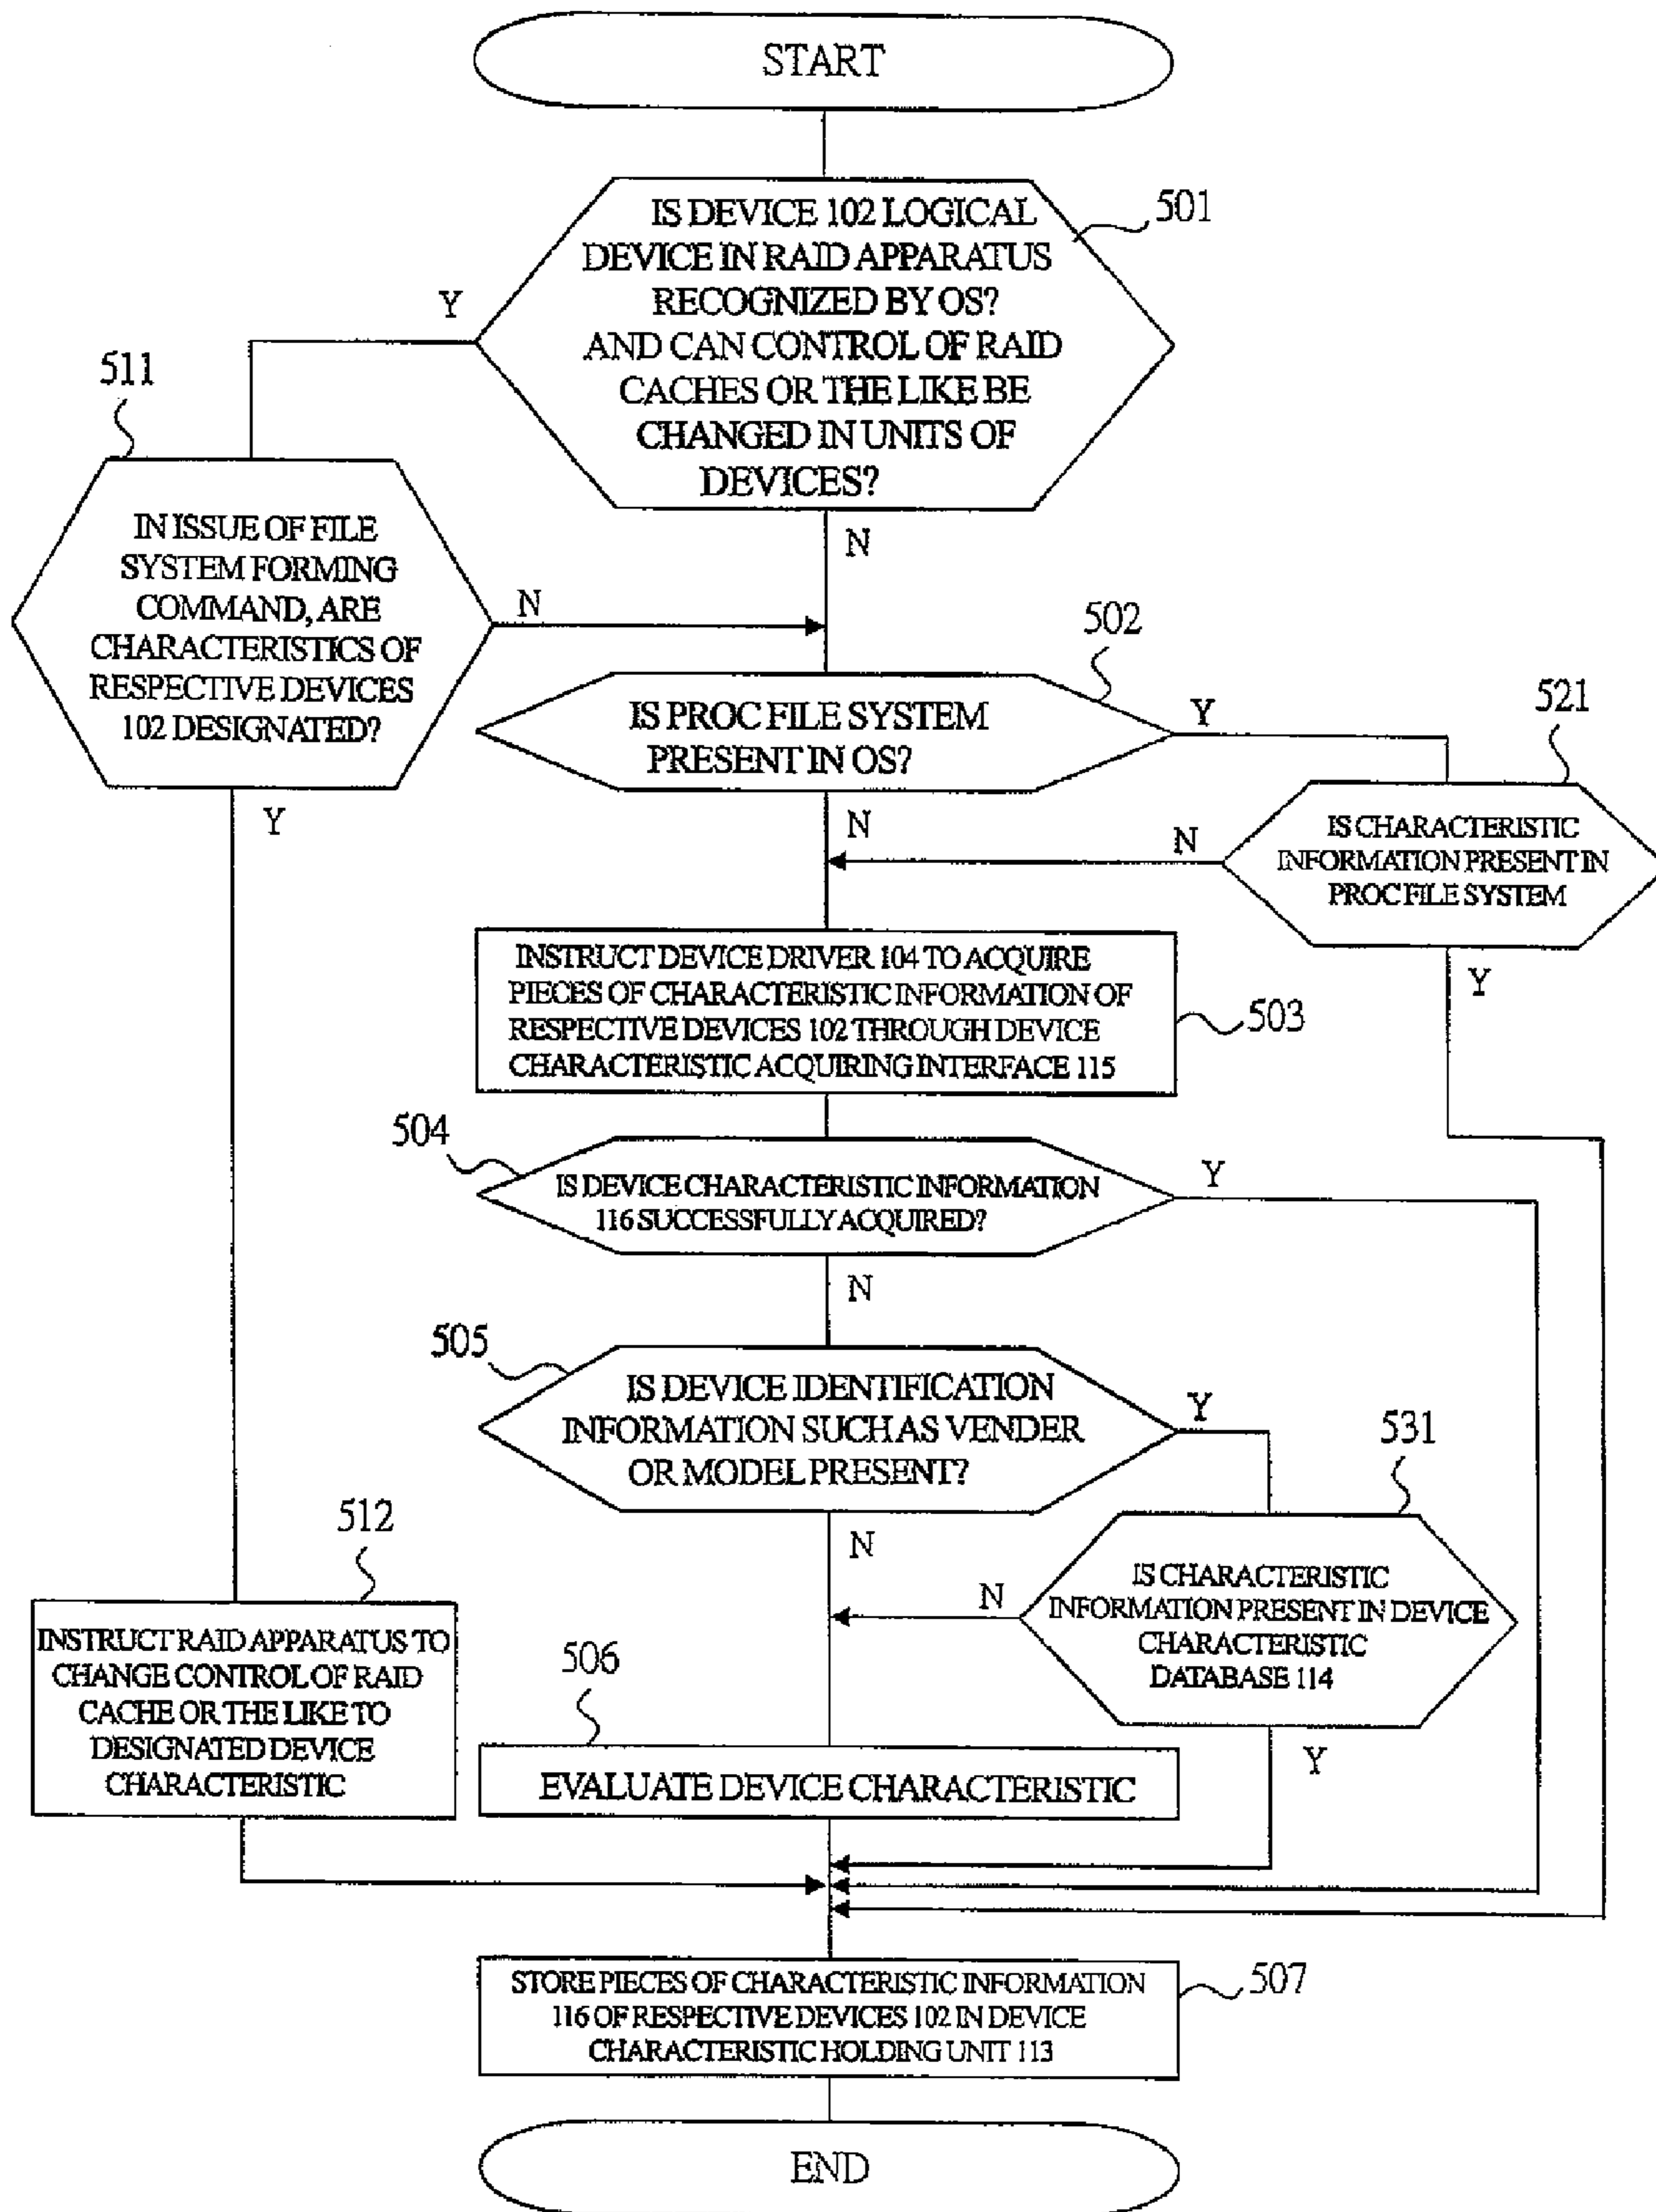 START
IS DEVICE 102 LOGICAL
DEVICE IN RAID APPARATUS
RECOGNIZED BY OS?
AND CAN CONTROL OF RAID
CACHES OR THE LIKE BE
CHANGED IN UNITS OF
DEVICES?
501
Y
N
511
IN ISSUE OF FILE
SYSTEM FORMING
COMMAND, ARE
CHARACTERISTICS OF
RESPECTIVE DEVICES
102 DESIGNATED?
N
Y
502
IS PROC FILE SYSTEM
PRESENT IN OS?
Y
N
521
IS CHARACTERISTIC
INFORMATION PRESENT IN
PROC FILE SYSTEM
N
Y
INSTRUCT DEVICE DRIVER 104 TO ACQUIRE
PIECES OF CHARACTERISTIC INFORMATION OF
RESPECTIVE DEVICES 102 THROUGH DEVICE
CHARACTERISTIC ACQUIRING INTERFACE 115
503
504
IS DEVICE CHARACTERISTIC INFORMATION
116 SUCCESSFULLY ACQUIRED?
Y
N
505
IS DEVICE IDENTIFICATION
INFORMATION SUCH AS VENDER
OR MODEL PRESENT?
Y
N
531
IS CHARACTERISTIC
INFORMATION PRESENT IN DEVICE
CHARACTERISTIC
DATABASE 114
N
Y
512
INSTRUCT RAID APPARATUS TO
CHANGE CONTROL OF RAID
CACHE OR THE LIKE TO
DESIGNATED DEVICE
CHARACTERISTIC
506
EVALUATE DEVICE CHARACTERISTIC
STORE PIECES OF CHARACTERISTIC INFORMATION
116 OF RESPECTIVE DEVICES 102 IN DEVICE
CHARACTERISTIC HOLDING UNIT 113
507
END